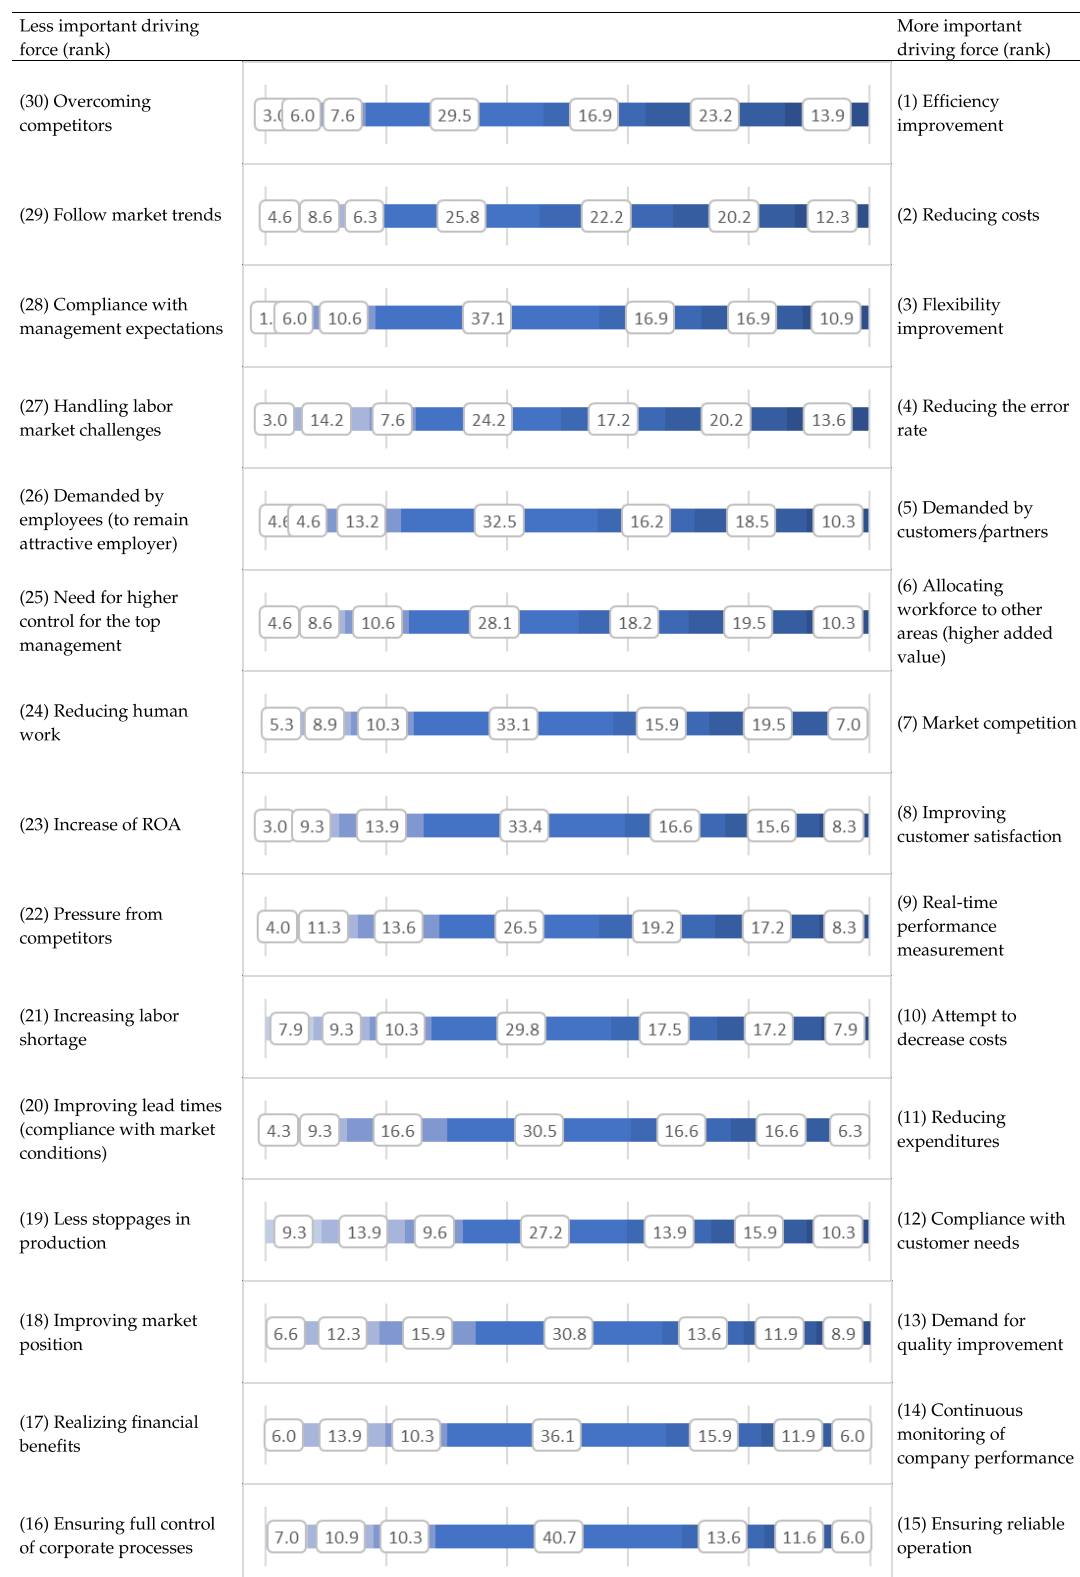 Less important driving
force (rank)
More important
driving force (rank)
(30) Overcoming
competitors
3.0 6.0 7.6 29.5 16.9 23.2 13.9
(1) Efficiency
improvement
(29) Follow market trends
4.6 8.6 6.3 25.8 22.2 20.2 12.3
(2) Reducing costs
(28) Compliance with
management expectations
1. 6.0 10.6 37.1 16.9 16.9 10.9
(3) Flexibility
improvement
(27) Handling labor
market challenges
3.0 14.2 7.6 24.2 17.2 20.2 13.6
(4) Reducing the error
rate
(26) Demanded by
employees (to remain
attractive employer)
4.6 4.6 13.2 32.5 16.2 18.5 10.3
(5) Demanded by
customers/partners
(25) Need for higher
control for the top
management
4.6 8.6 10.6 28.1 18.2 19.5 10.3
(6) Allocating
workforce to other
areas (higher added
value)
(24) Reducing human
work
5.3 8.9 10.3 33.1 15.9 19.5 7.0
(7) Market competition
(23) Increase of ROA
3.0 9.3 13.9 33.4 16.6 15.6 8.3
(8) Improving
customer satisfaction
(22) Pressure from
competitors
4.0 11.3 13.6 26.5 19.2 17.2 8.3
(9) Real-time
performance
measurement
(21) Increasing labor
shortage
7.9 9.3 10.3 29.8 17.5 17.2 7.9
(10) Attempt to
decrease costs
(20) Improving lead times
(compliance with market
conditions)
4.3 9.3 16.6 30.5 16.6 16.6 6.3
(11) Reducing
expenditures
(19) Less stoppages in
production
9.3 13.9 9.6 27.2 13.9 15.9 10.3
(12) Compliance with
customer needs
(18) Improving market
position
6.6 12.3 15.9 30.8 13.6 11.9 8.9
(13) Demand for
quality improvement
(17) Realizing financial
benefits
6.0 13.9 10.3 36.1 15.9 11.9 6.0
(14) Continuous
monitoring of
company performance
(16) Ensuring full control
of corporate processes
7.0 10.9 10.3 40.7 13.6 11.6 6.0
(15) Ensuring reliable
operation